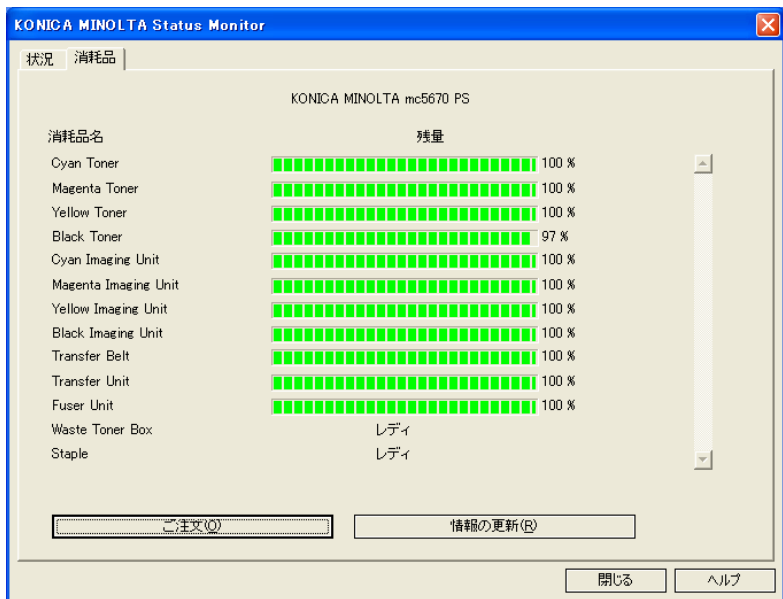 KONICA MINOLTA Status Monitor
状況 消耗品
KONICA MINOLTA mc5670 PS
消耗品名 残量
Cyan Toner 100 %
Magenta Toner 100 %
Yellow Toner 100 %
Black Toner 97 %
Cyan Imaging Unit 100 %
Magenta Imaging Unit 100 %
Yellow Imaging Unit 100 %
Black Imaging Unit 100 %
Transfer Belt 100 %
Transfer Unit 100 %
Fuser Unit 100 %
Waste Toner Box レディ
Staple レディ
ご注文(O) 情報の更新(R)
閉じる ヘルプ